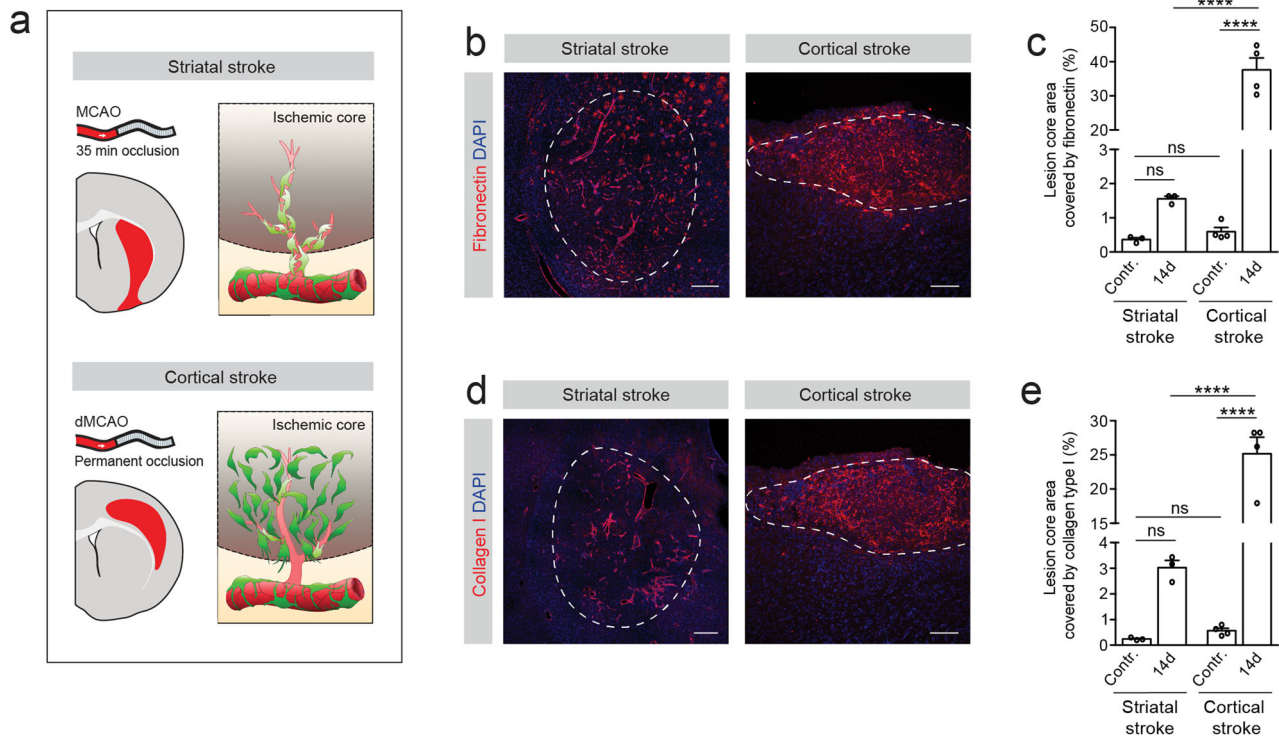 a
Striatal stroke
MCAO
35 min occlusion
Ischemic core
Cortical stroke
dMCAO
Permanent occlusion
Ischemic core
b
Striatal stroke
Cortical stroke
Fibronectin DAPI
c
Lesion core area
covered by fibronectin (%)
50
40
30
20
3
2
1
0
ns
ns
****
****
Contr.
14d
Contr.
14d
Striatal
stroke
Cortical
stroke
d
Striatal stroke
Cortical stroke
Collagen I DAPI
e
Lesion core area
covered by collagen type I (%)
30
25
20
15
4
3
2
1
0
ns
ns
****
****
Contr.
14d
Contr.
14d
Striatal
stroke
Cortical
stroke